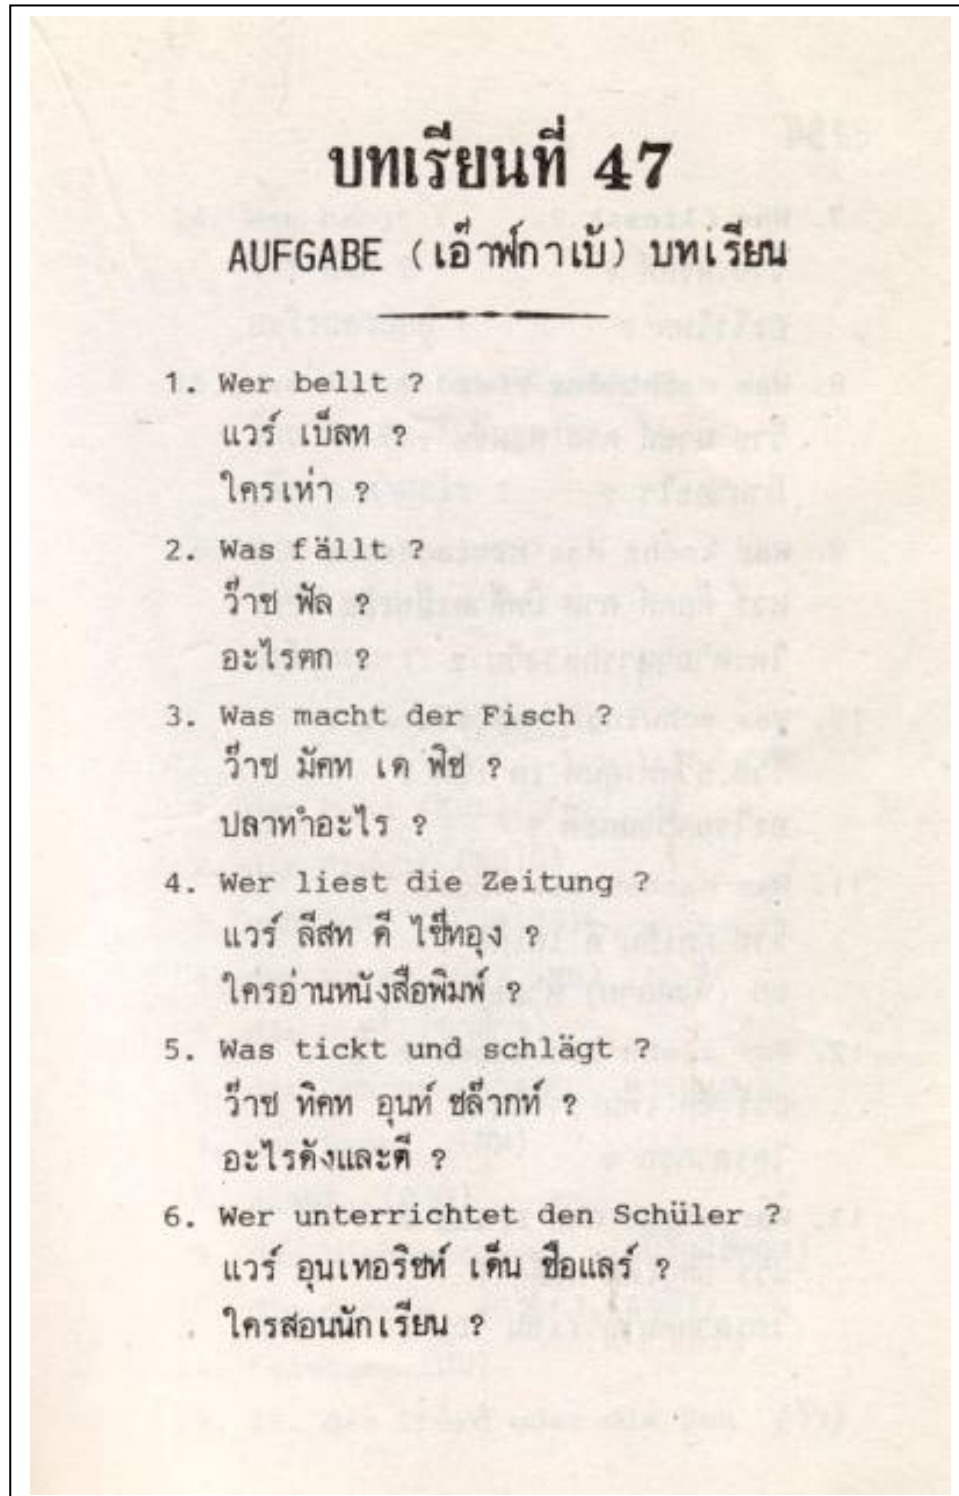 บทเรียนที่ 47
AUFGABE (เอ๊าฟกาเบ้) บทเรียน
1. Wer bellt ?
แวร์ เบ็ลท ?
ใครเห่า ?
2. Was fällt ?
ว๊าซ ฟัล ?
อะไรตก ?
3. Was macht der Fisch ?
ว๊าซ มัคท เด ฟิช ?
ปลาทำอะไร ?
4. Wer liest die Zeitung ?
แวร์ ลีสท ดี ไซ๊ทอุง ?
ใครอ่านหนังสือพิมพ์ ?
5. Was tickt und schlägt ?
ว๊าซ ทิคท อุนท์ ชล๊ากท์ ?
อะไรดังและตี ?
6. Wer unterrichtet den Schüler ?
แวร์ อุนเทอริชท์ เด็น ชือแลร์ ?
ใครสอนนักเรียน ?